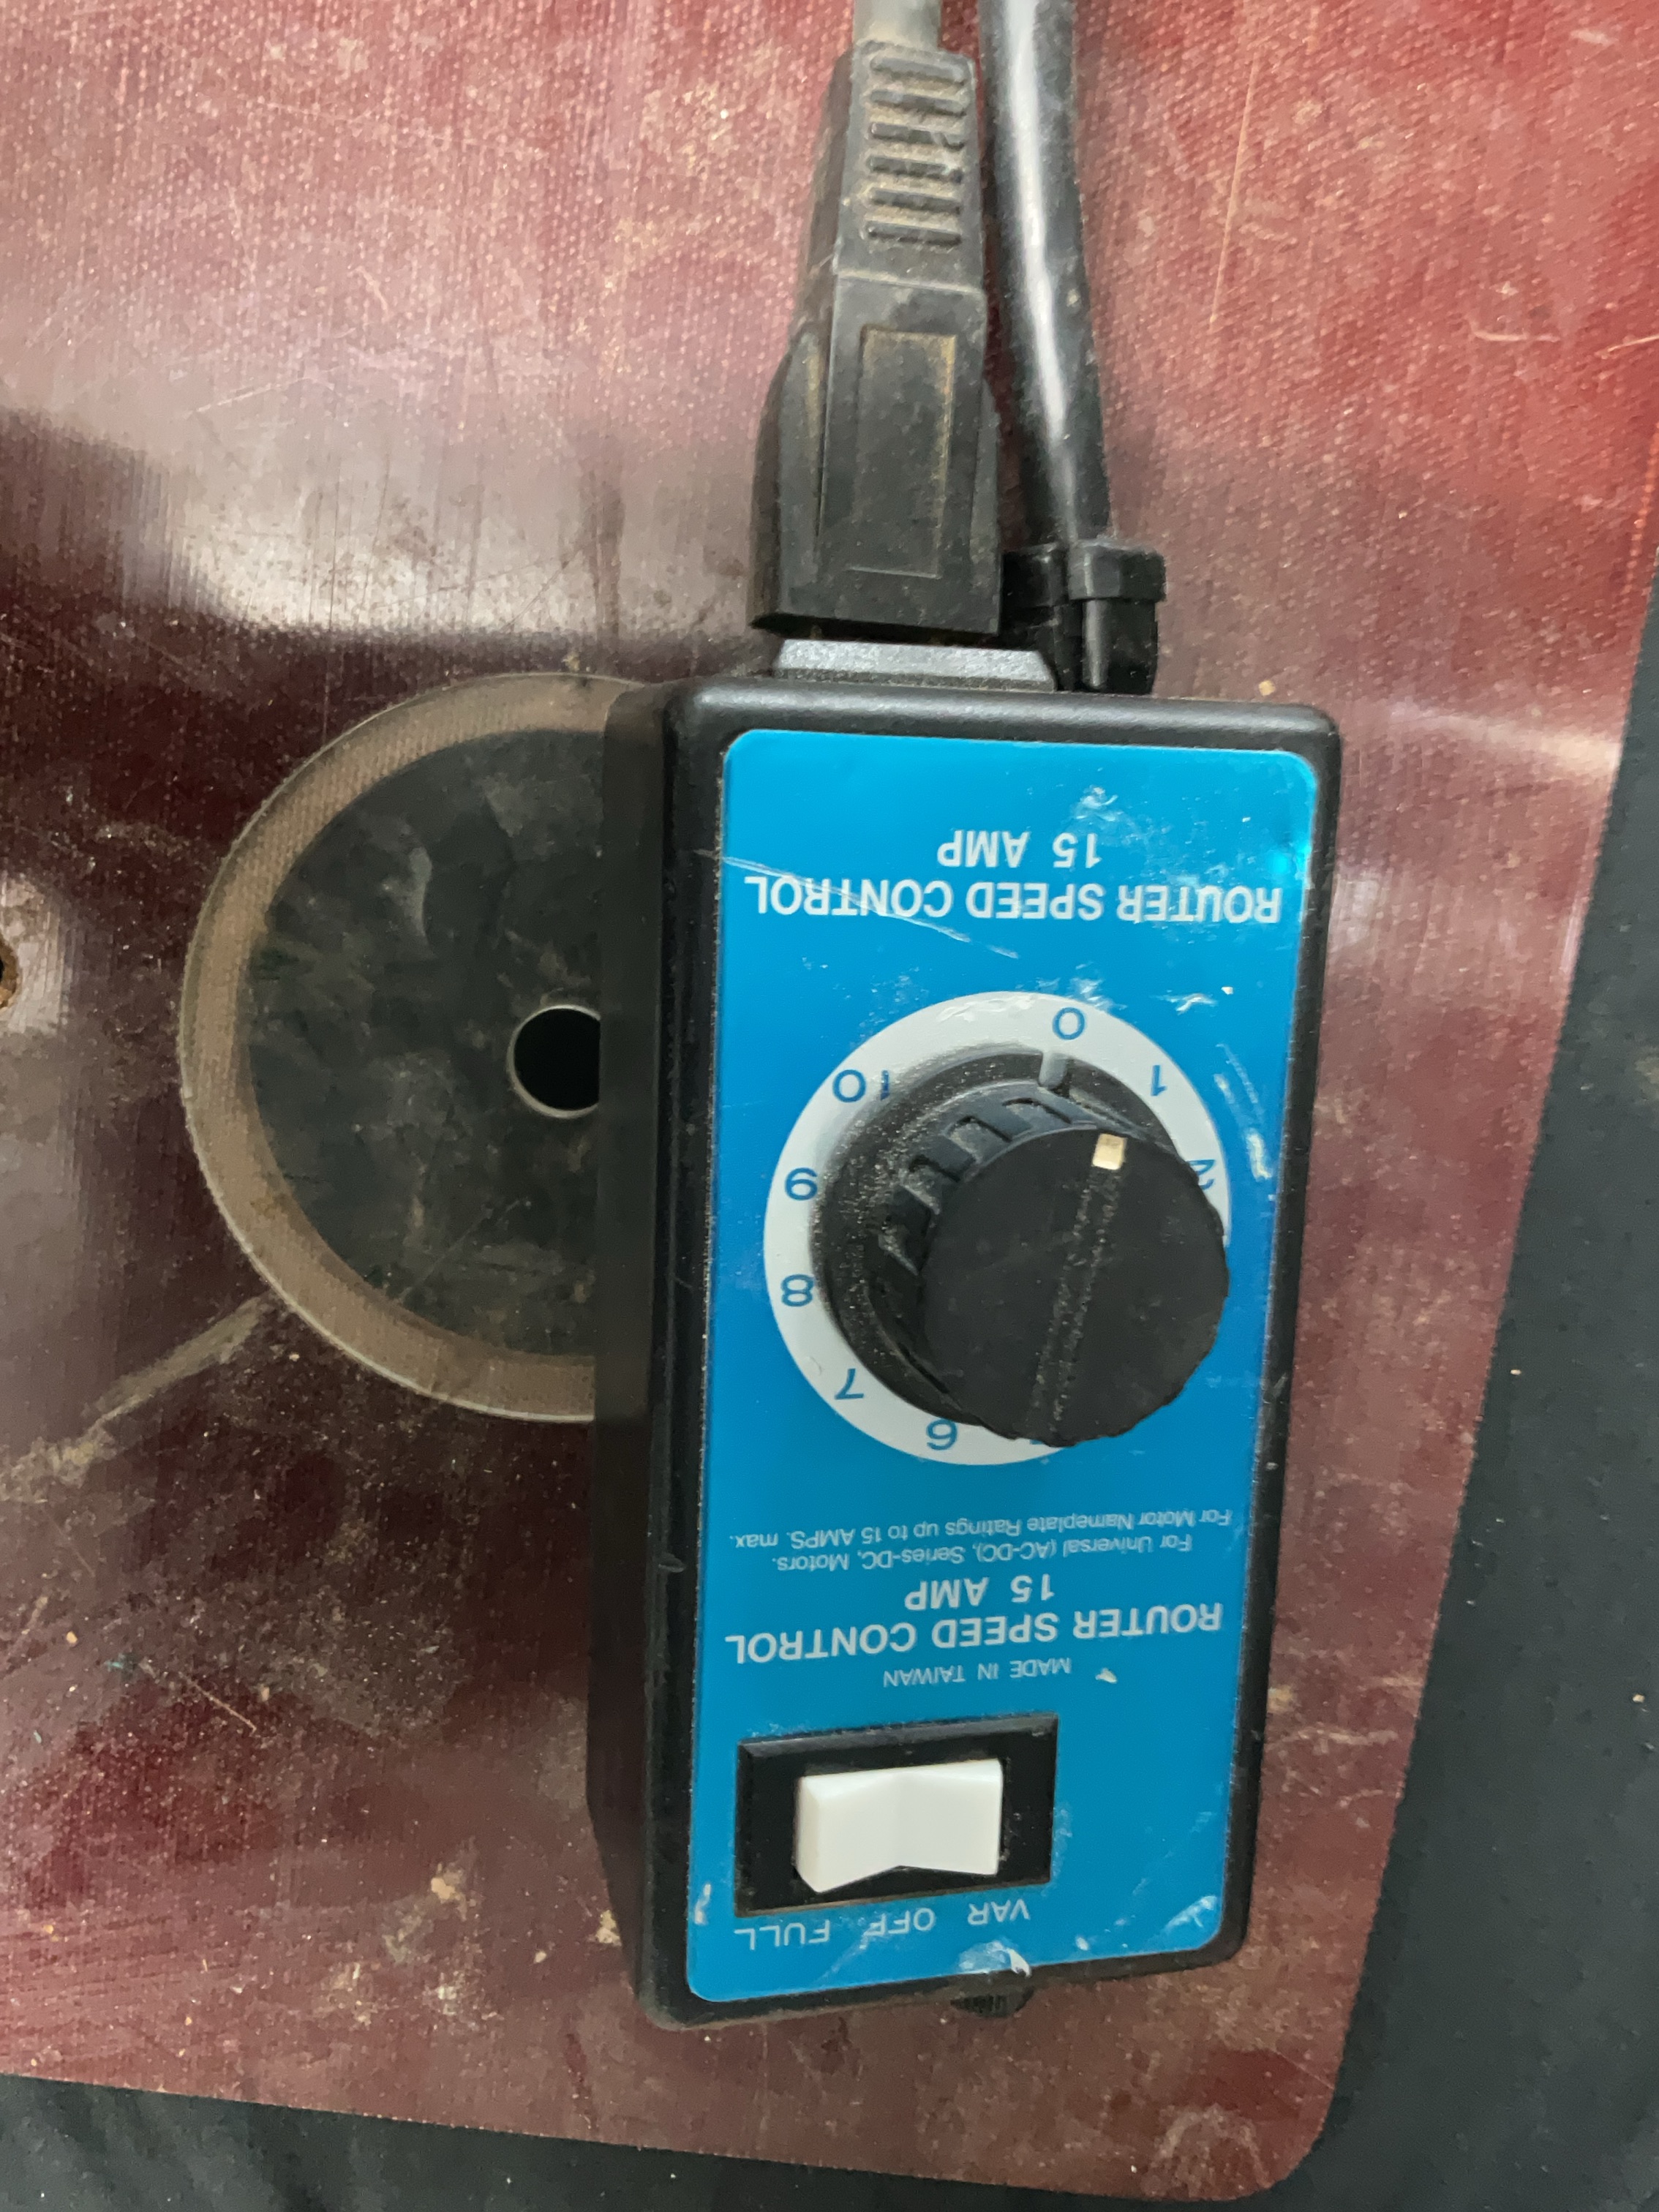 VAR OFF FULL
MADE IN TAIWAN
ROUTER SPEED CONTROL
15 AMP
For Universal (AC-DC), Series-DC, Motors.
For Motor Nameplate Ratings up to 15 AMPS. max.
6
7
8
9
10
0
1
2
ROUTER SPEED CONTROL
15 AMP